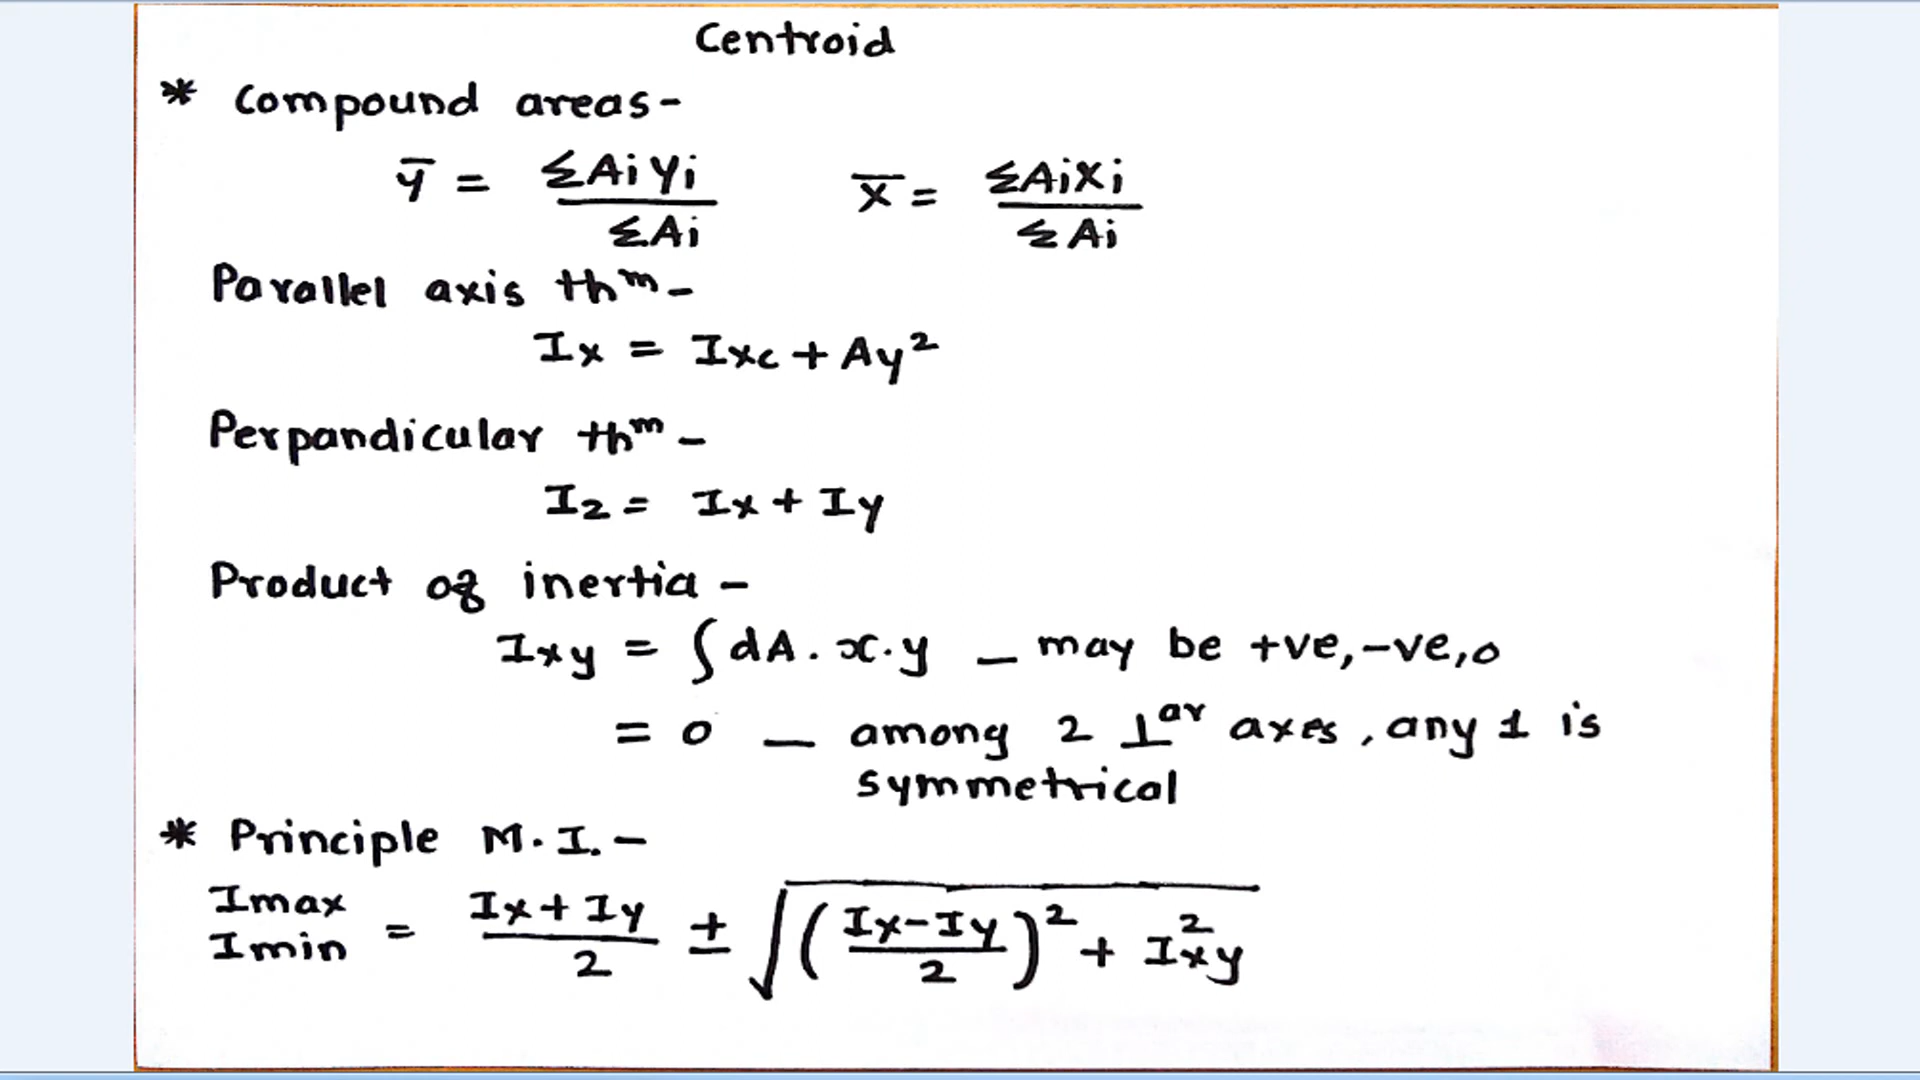 Centroid
* Compound areas-
ȳ = ΣAiyi / ΣAi    x̄ = ΣAixi / ΣAi
Parallel axis thᵐ-
Ix = Ixc + Ay²
Perpandicular thᵐ-
Iz = Ix + Iy
Product of inertia -
Ixy = ∫dA.x.y — may be +ve,-ve,0
= 0 — among 2 ⊥ᵃʳ axes, any 1 is
symmetrical
* Principle M.I. -
Imax
Imin = (Ix+Iy)/2 ± √((Ix-Iy)/2)² + I²xy